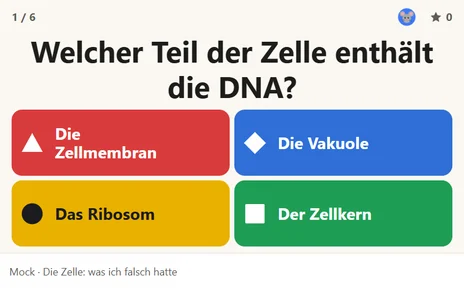 1 / 6
0
Welcher Teil der Zelle enthält
die DNA?
Die
Zellmembran
Die Vakuole
Das Ribosom
Der Zellkern
Mock · Die Zelle: was ich falsch hatte